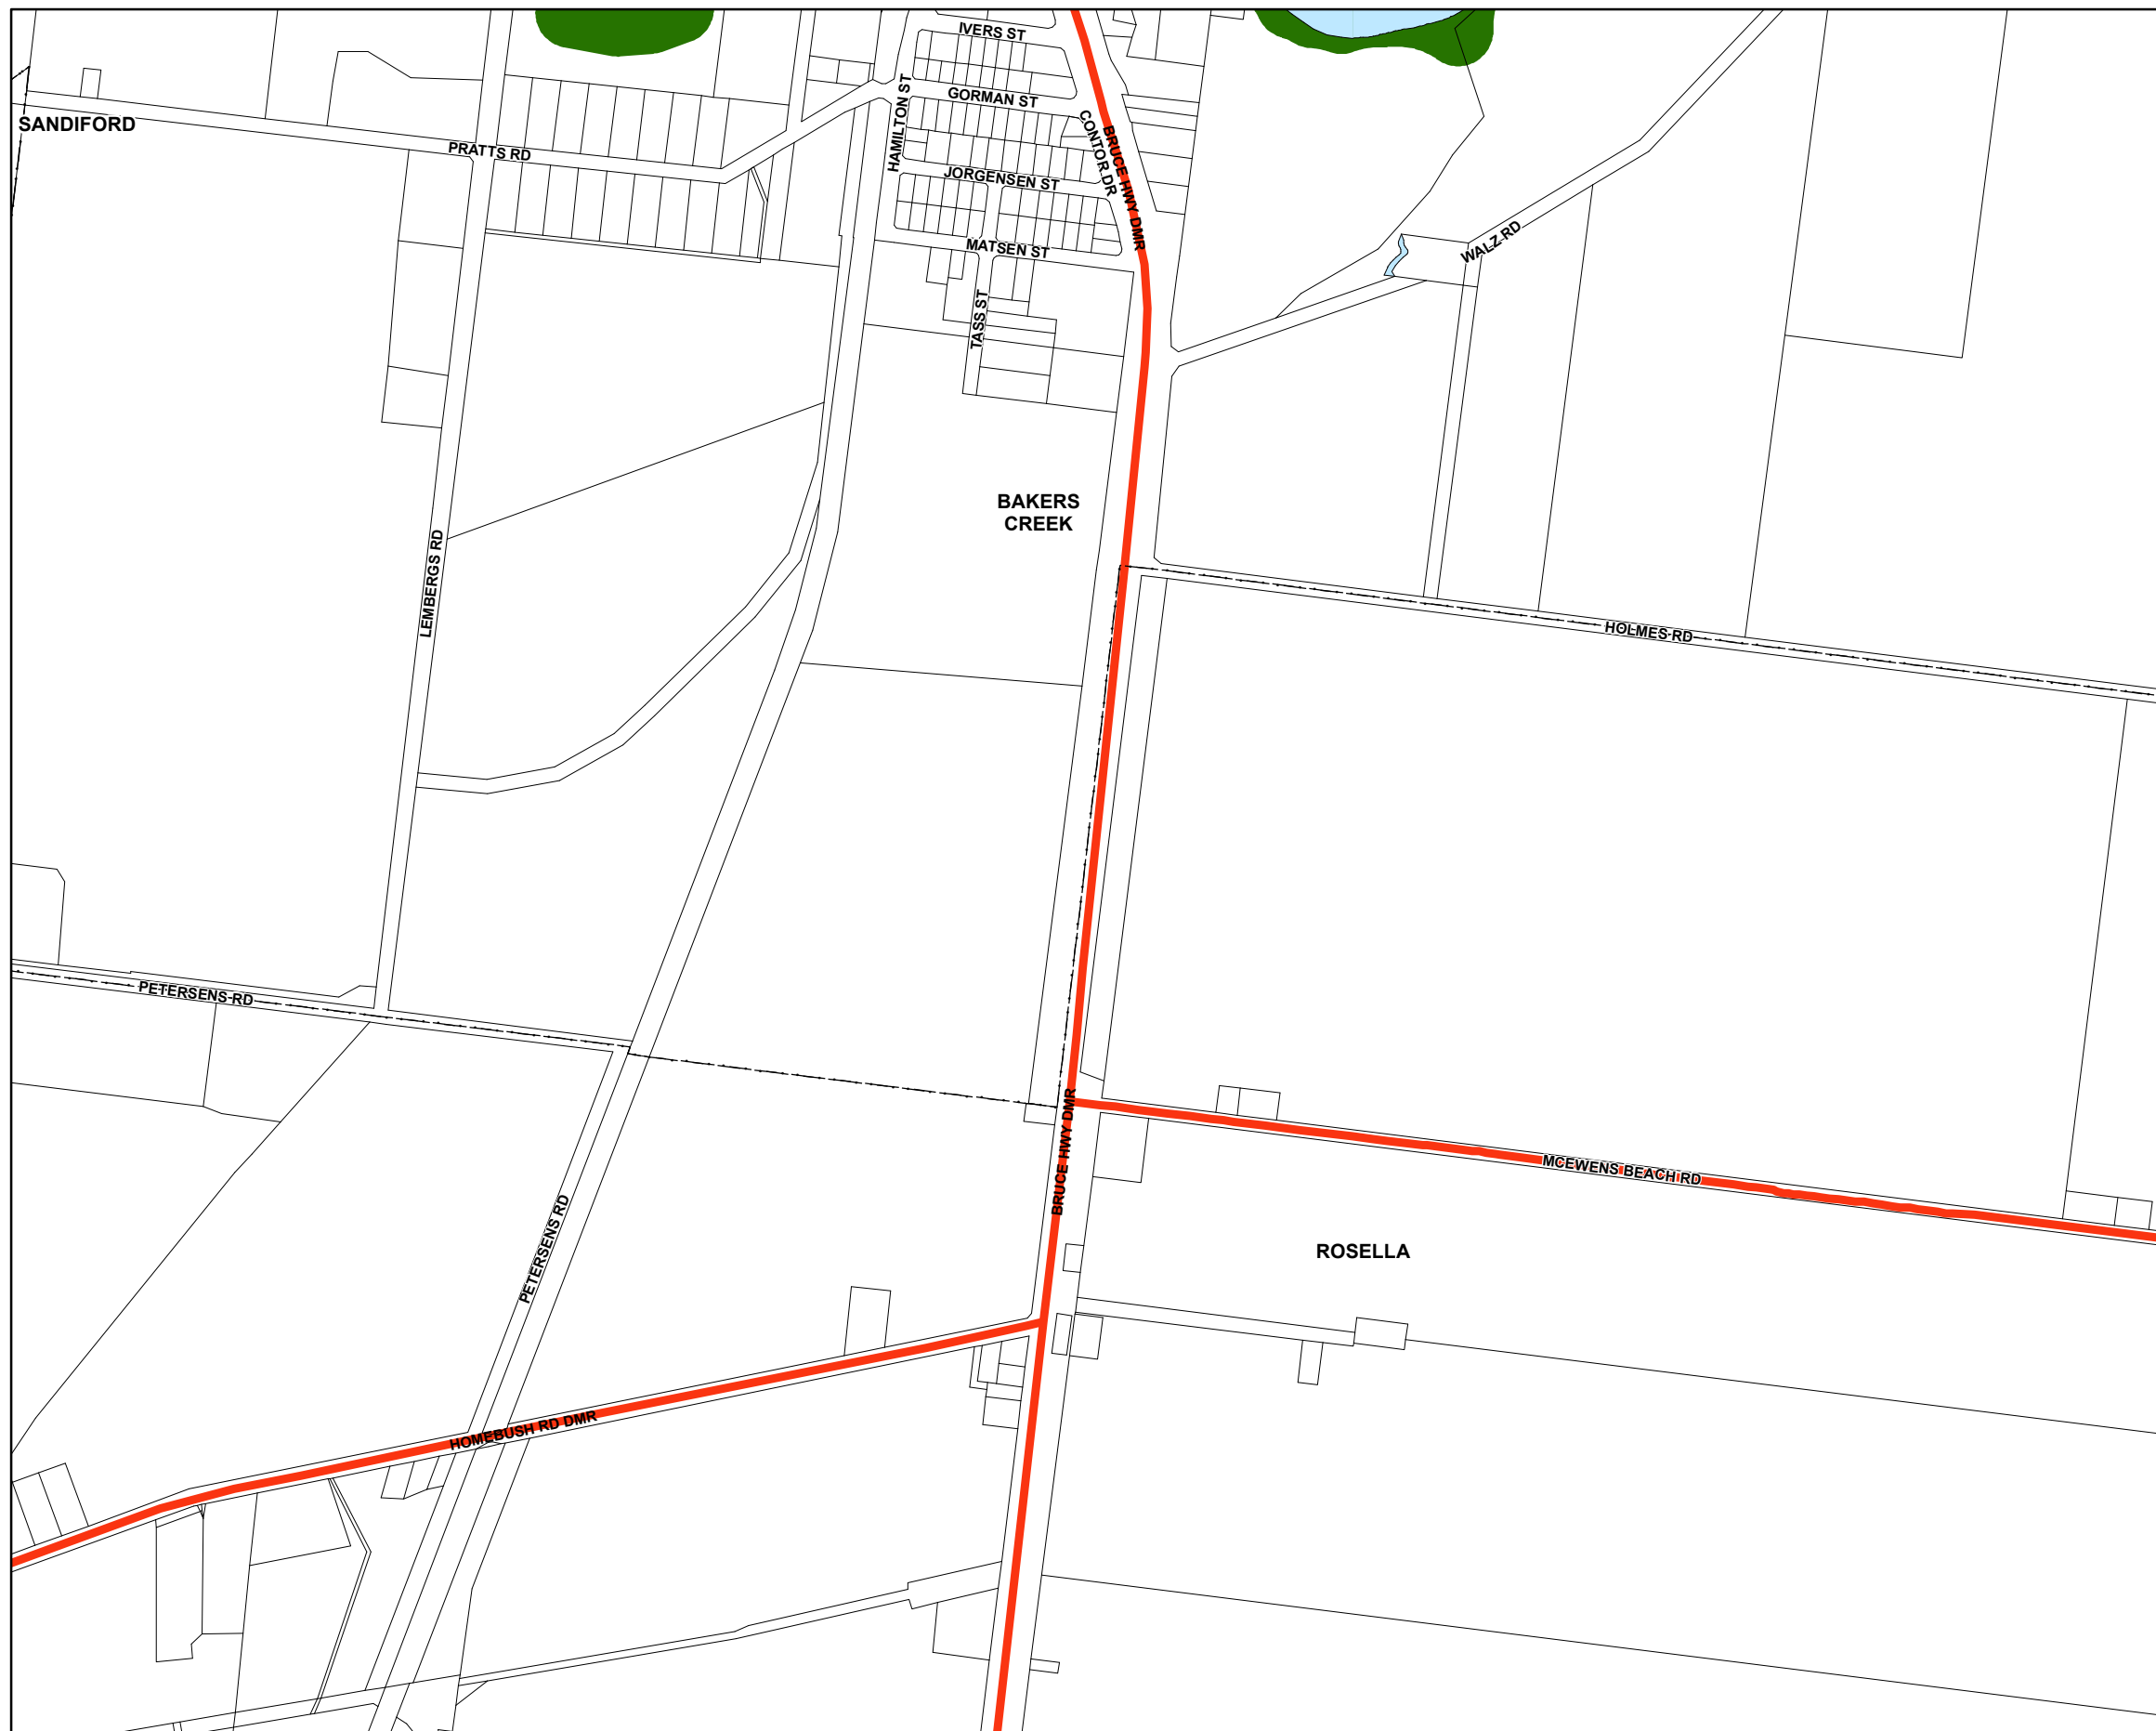 IVERS ST
GORMAN ST
SANDIFORD
HAMILTON ST
CONTOR DR
BRUCE HWY DMR
PRATTS RD
JORGENSEN ST
MATSEN ST
WALZ RD
TASS ST
BAKERS
CREEK
LEMBERGS RD
HOLMES RD
PETERSENS RD
BRUCE HWY DMR
MCEWENS BEACH RD
PETERSENS RD
ROSELLA
HOMEBUSH RD DMR